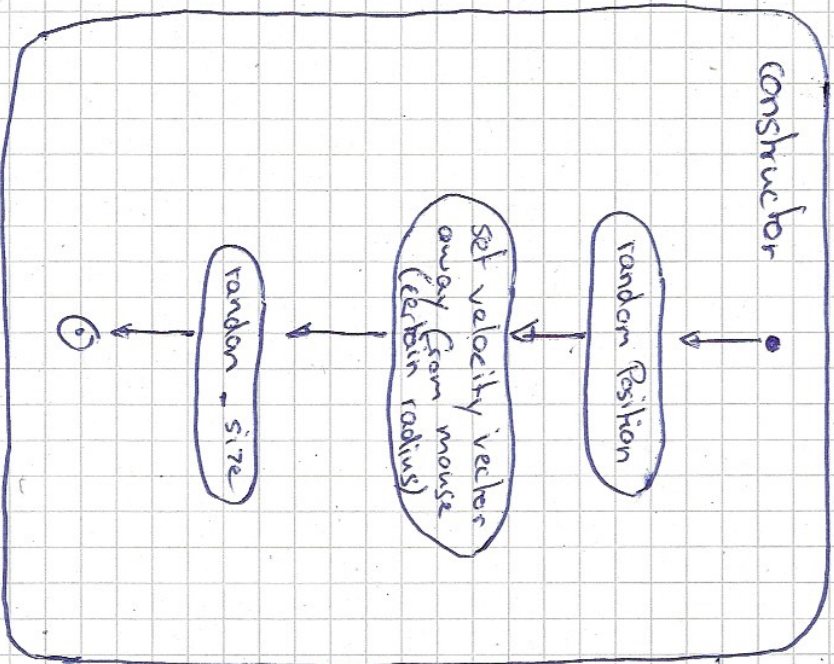 constructor
random Position
set velocity vector
away from mouse
(certain radius)
random - size